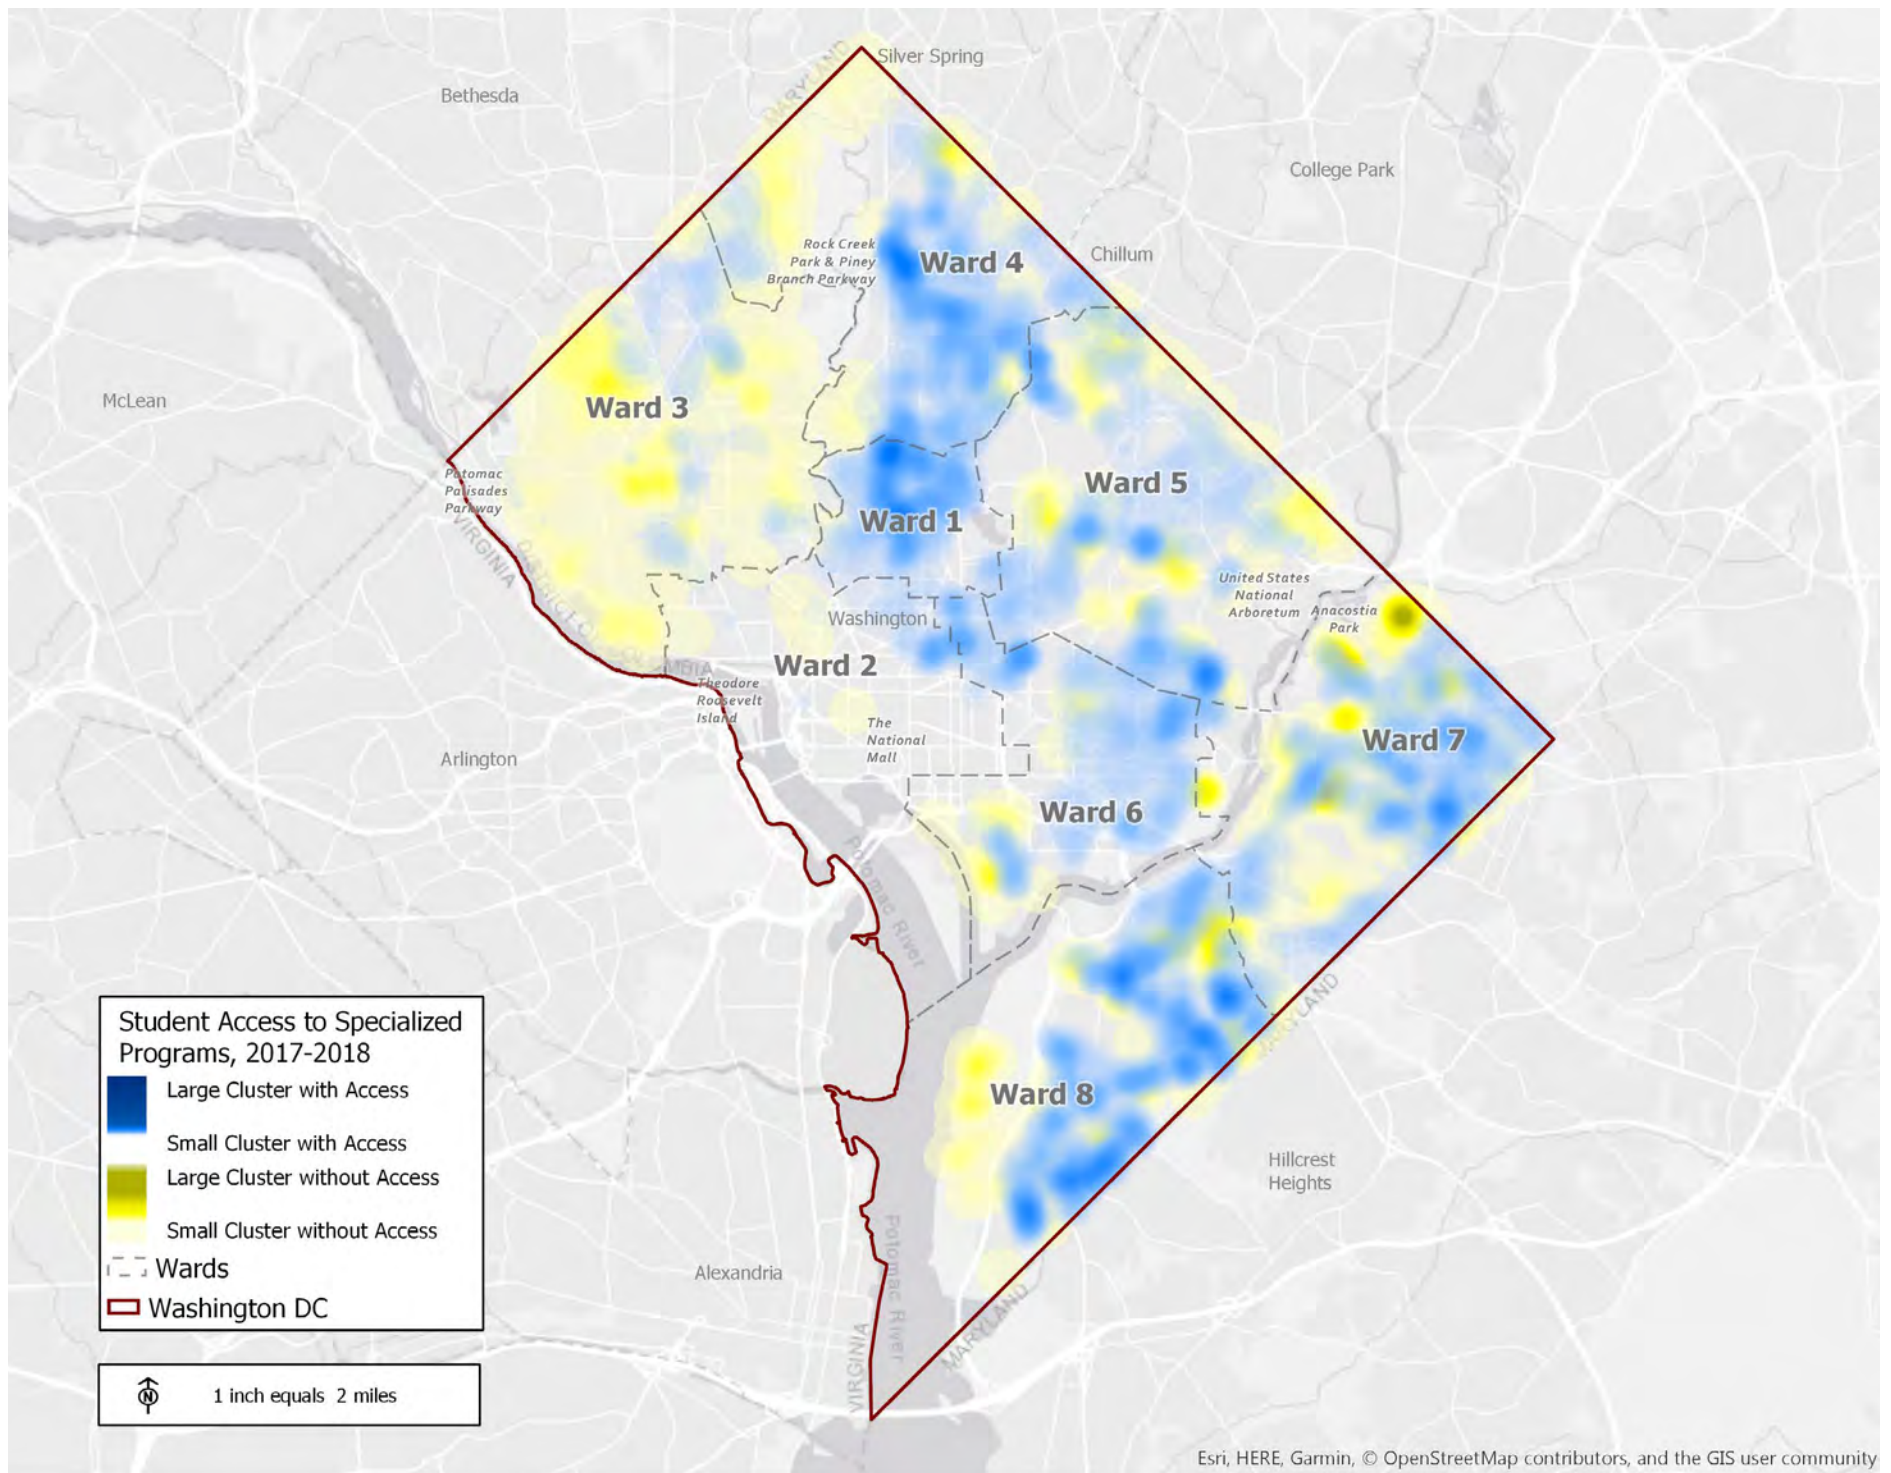 Silver Spring
MARYLAND
Bethesda
College Park
Rock Creek
Park & Piney
Branch Parkway
Ward 4
Chillum
McLean
Ward 3
Potomac
Palisades
Parkway
Ward 5
Ward 1
VIRGINIA
DISTRICT OF COLUMBIA
United States
National
Arboretum
Anacostia
Park
Washington
Ward 2
Theodore
Roosevelt
Island
The
National
Mall
Ward 7
Arlington
Ward 6
Potomac River
MARYLAND
Student Access to Specialized
Programs, 2017-2018
Large Cluster with Access
Small Cluster with Access
Large Cluster without Access
Small Cluster without Access
Wards
Washington DC
Ward 8
Hillcrest
Heights
Alexandria
Potomac River
MARYLAND
VIRGINIA
N
1 inch equals 2 miles
Esri, HERE, Garmin, © OpenStreetMap contributors, and the GIS user community